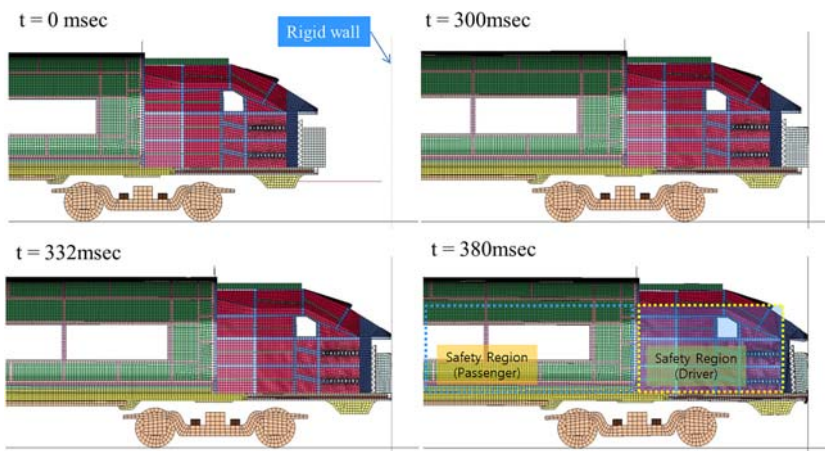 t = 0 msec
Rigid wall
t = 300msec
t = 332msec
t = 380msec
Safety Region
(Passenger)
Safety Region
(Driver)